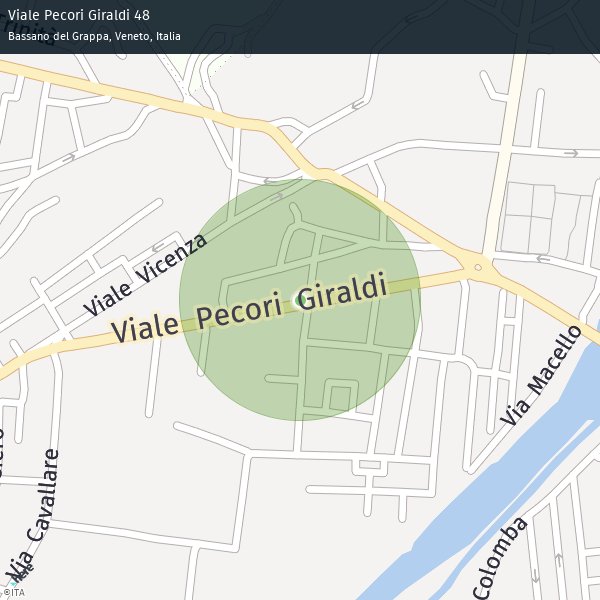 Viale Pecori Giraldi 48
Bassano del Grappa, Veneto, Italia
Trinità
Viale Vicenza
Viale Pecori Giraldi
Via Macello
Via Cavallare
Colomba
©ITA